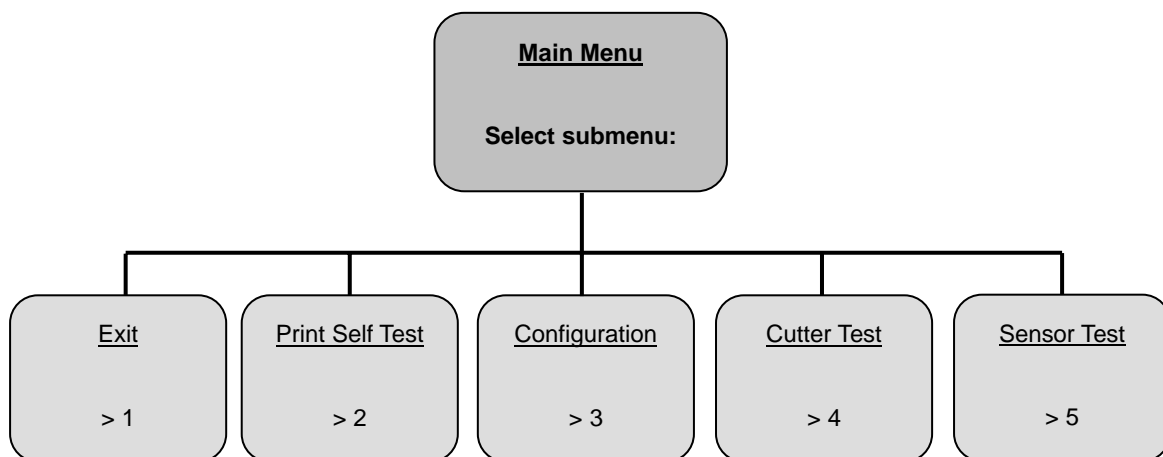 Main Menu
Select submenu:
Exit
> 1
Print Self Test
> 2
Configuration
> 3
Cutter Test
> 4
Sensor Test
> 5